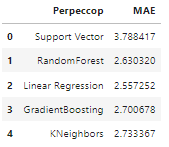 Perpeccop MAE
0 Support Vector 3.788417
1 RandomForest 2.630320
2 Linear Regression 2.557252
3 GradientBoosting 2.700678
4 KNeighbors 2.733367